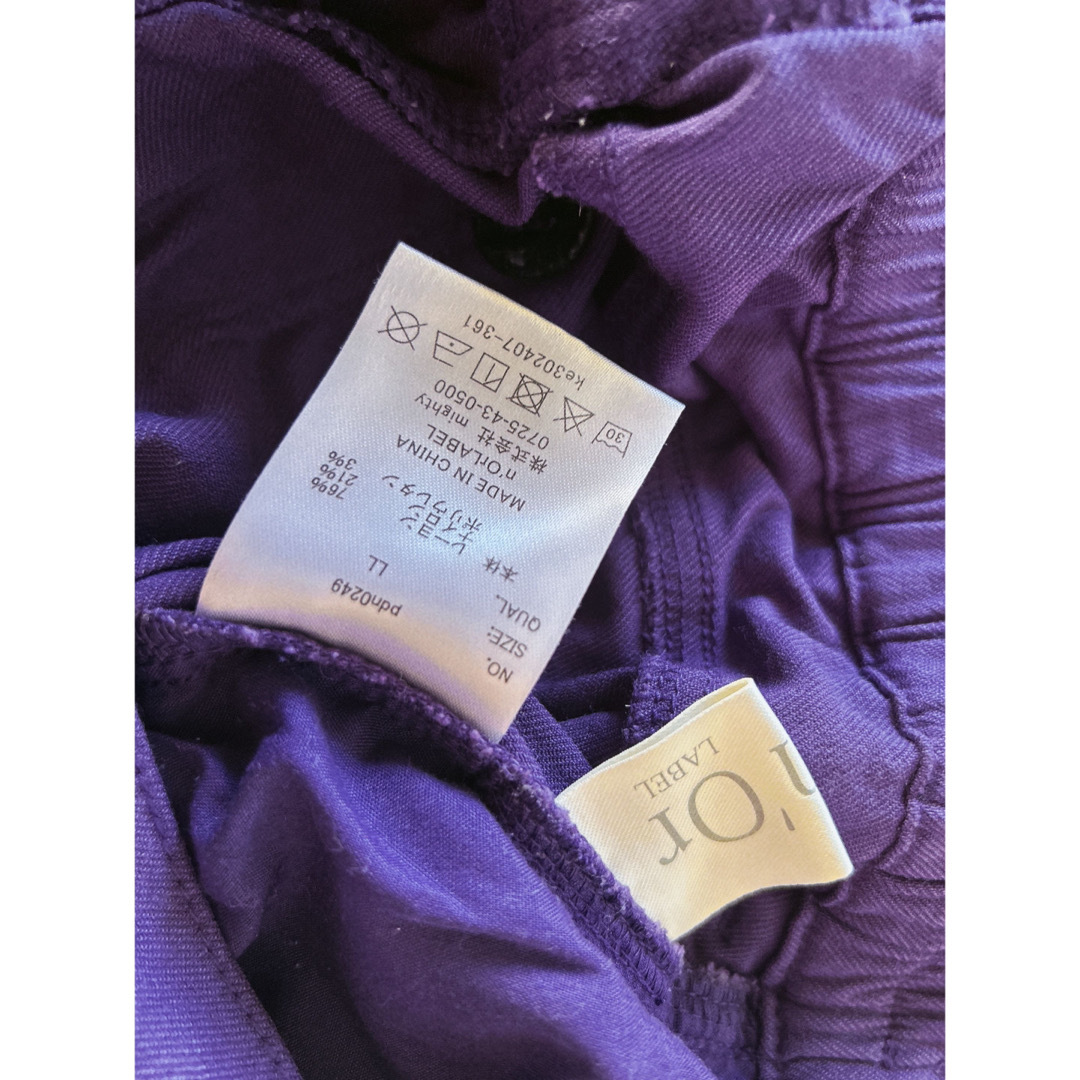 NO. pdn0249
SIZE: LL
QUAL. 本体
レーヨン 76%
ナイロン 21%
ポリウレタン 3%
MADE IN CHINA
n'OrLABEL
株式会社 mighty
0725-43-0500
30
ke302407-361
n'Or
LABEL